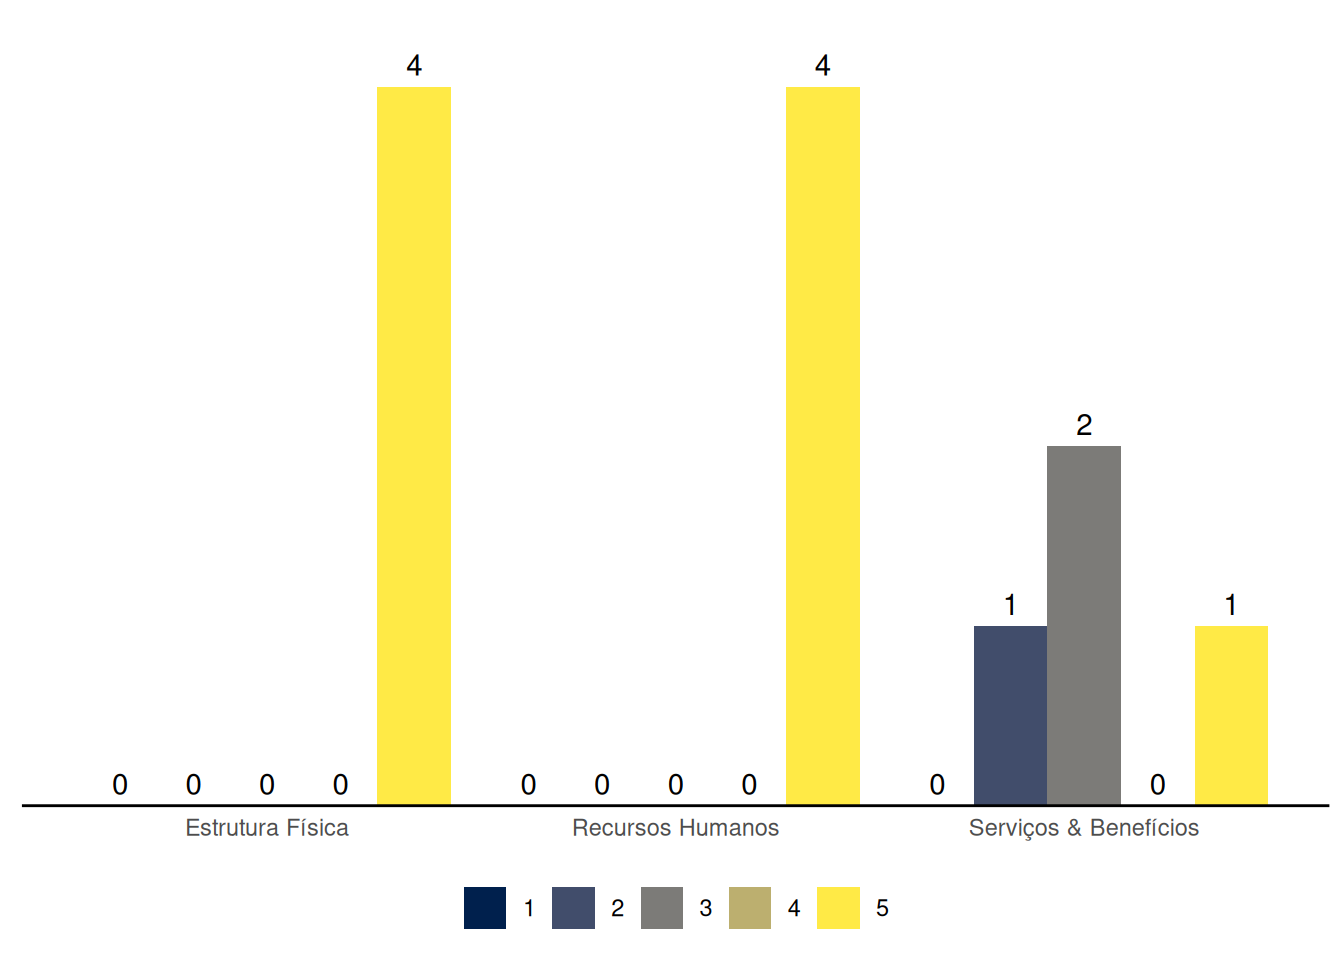 4 4
2
1 1
0 0 0 0 0 0 0 0 0 0
Estrutura Física Recursos Humanos Serviços & Benefícios
1 2 3 4 5